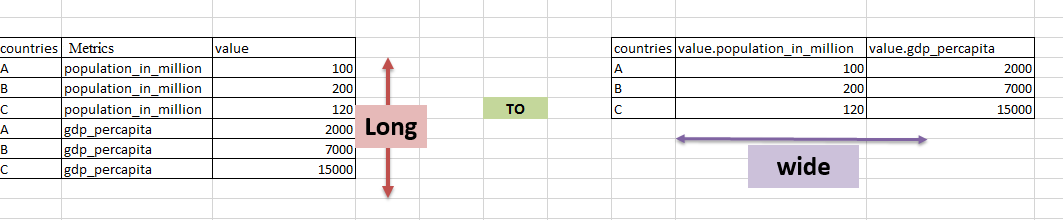 countries Metrics value
A population_in_million 100
B population_in_million 200
C population_in_million 120
A gdp_percapita 2000
B gdp_percapita 7000
C gdp_percapita 15000
Long
TO
countries value.population_in_million value.gdp_percapita
A 100 2000
B 200 7000
C 120 15000
wide